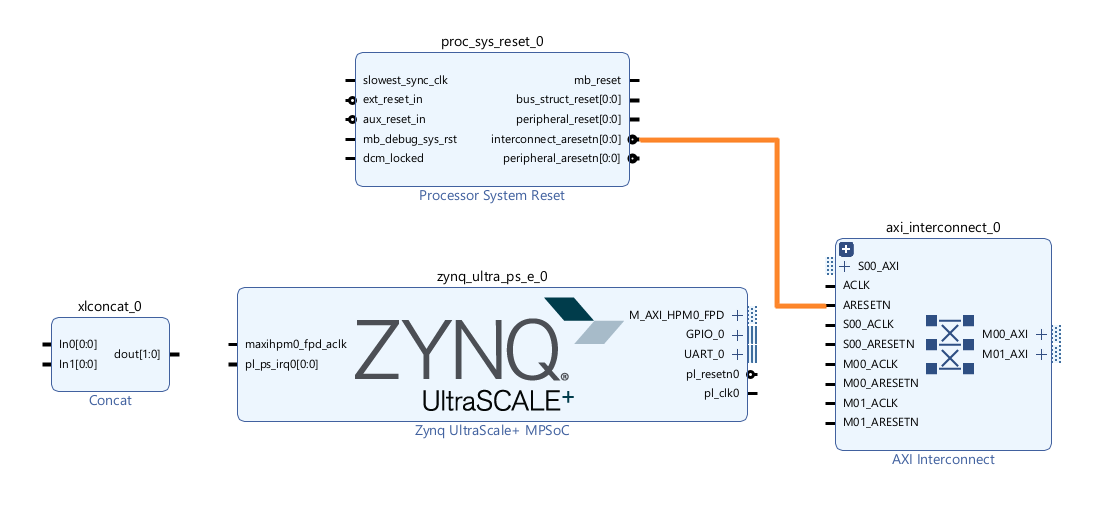 proc_sys_reset_0
slowest_sync_clk
ext_reset_in
aux_reset_in
mb_debug_sys_rst
dcm_locked
mb_reset
bus_struct_reset[0:0]
peripheral_reset[0:0]
interconnect_aresetn[0:0]
peripheral_aresetn[0:0]
Processor System Reset
xlconcat_0
In0[0:0]
In1[0:0]
dout[1:0]
Concat
zynq_ultra_ps_e_0
maxihpm0_fpd_aclk
pl_ps_irq0[0:0]
ZYNQ®
UltraSCALE+
M_AXI_HPM0_FPD
GPIO_0
UART_0
pl_resetn0
pl_clk0
Zynq UltraScale+ MPSoC
axi_interconnect_0
S00_AXI
ACLK
ARESETN
S00_ACLK
S00_ARESETN
M00_ACLK
M00_ARESETN
M01_ACLK
M01_ARESETN
M00_AXI
M01_AXI
AXI Interconnect